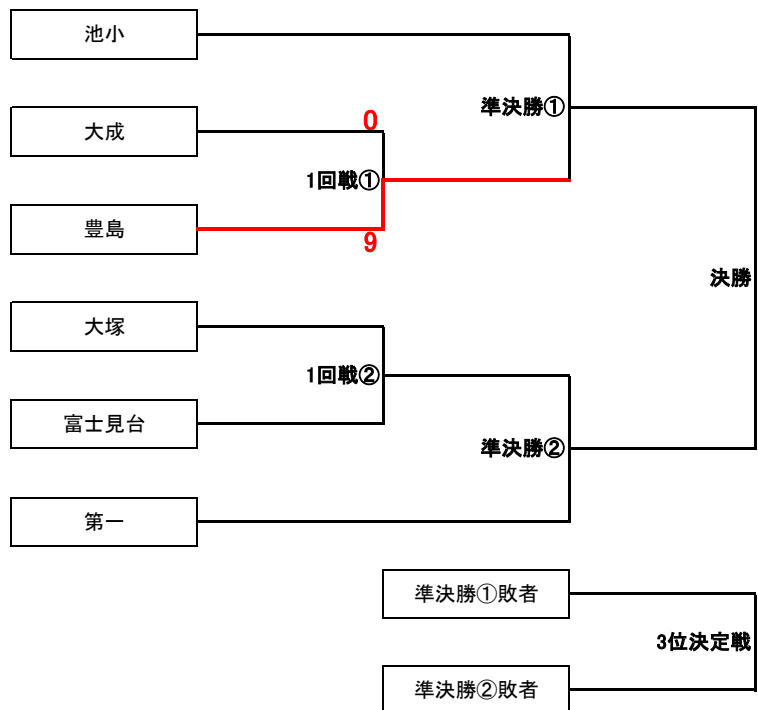 池小
準決勝①
大成
0
1回戦①
豊島
9
決勝
大塚
1回戦②
富士見台
準決勝②
第一
準決勝①敗者
3位決定戦
準決勝②敗者